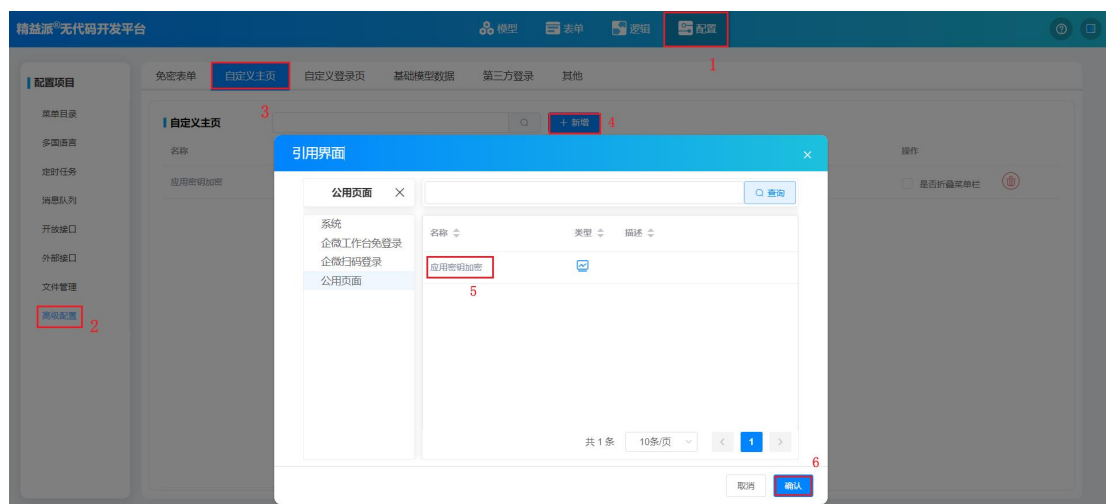 精益派®无代码开发平台
模型
表单
逻辑
配置
1
配置项目
菜单目录
多国语言
定时任务
消息队列
开放接口
外部接口
文件管理
高级配置
2
免密表单
自定义主页
自定义登录页
基础模型数据
第三方登录
其他
3
自定义主页
+ 新增
4
名称
操作
应用密钥加密
是否折叠菜单栏
引用界面
公用页面
查询
系统
企微工作台免登录
企微扫码登录
公用页面
名称
类型
描述
应用密钥加密
5
共 1 条
10条/页
1
6
取消
确认